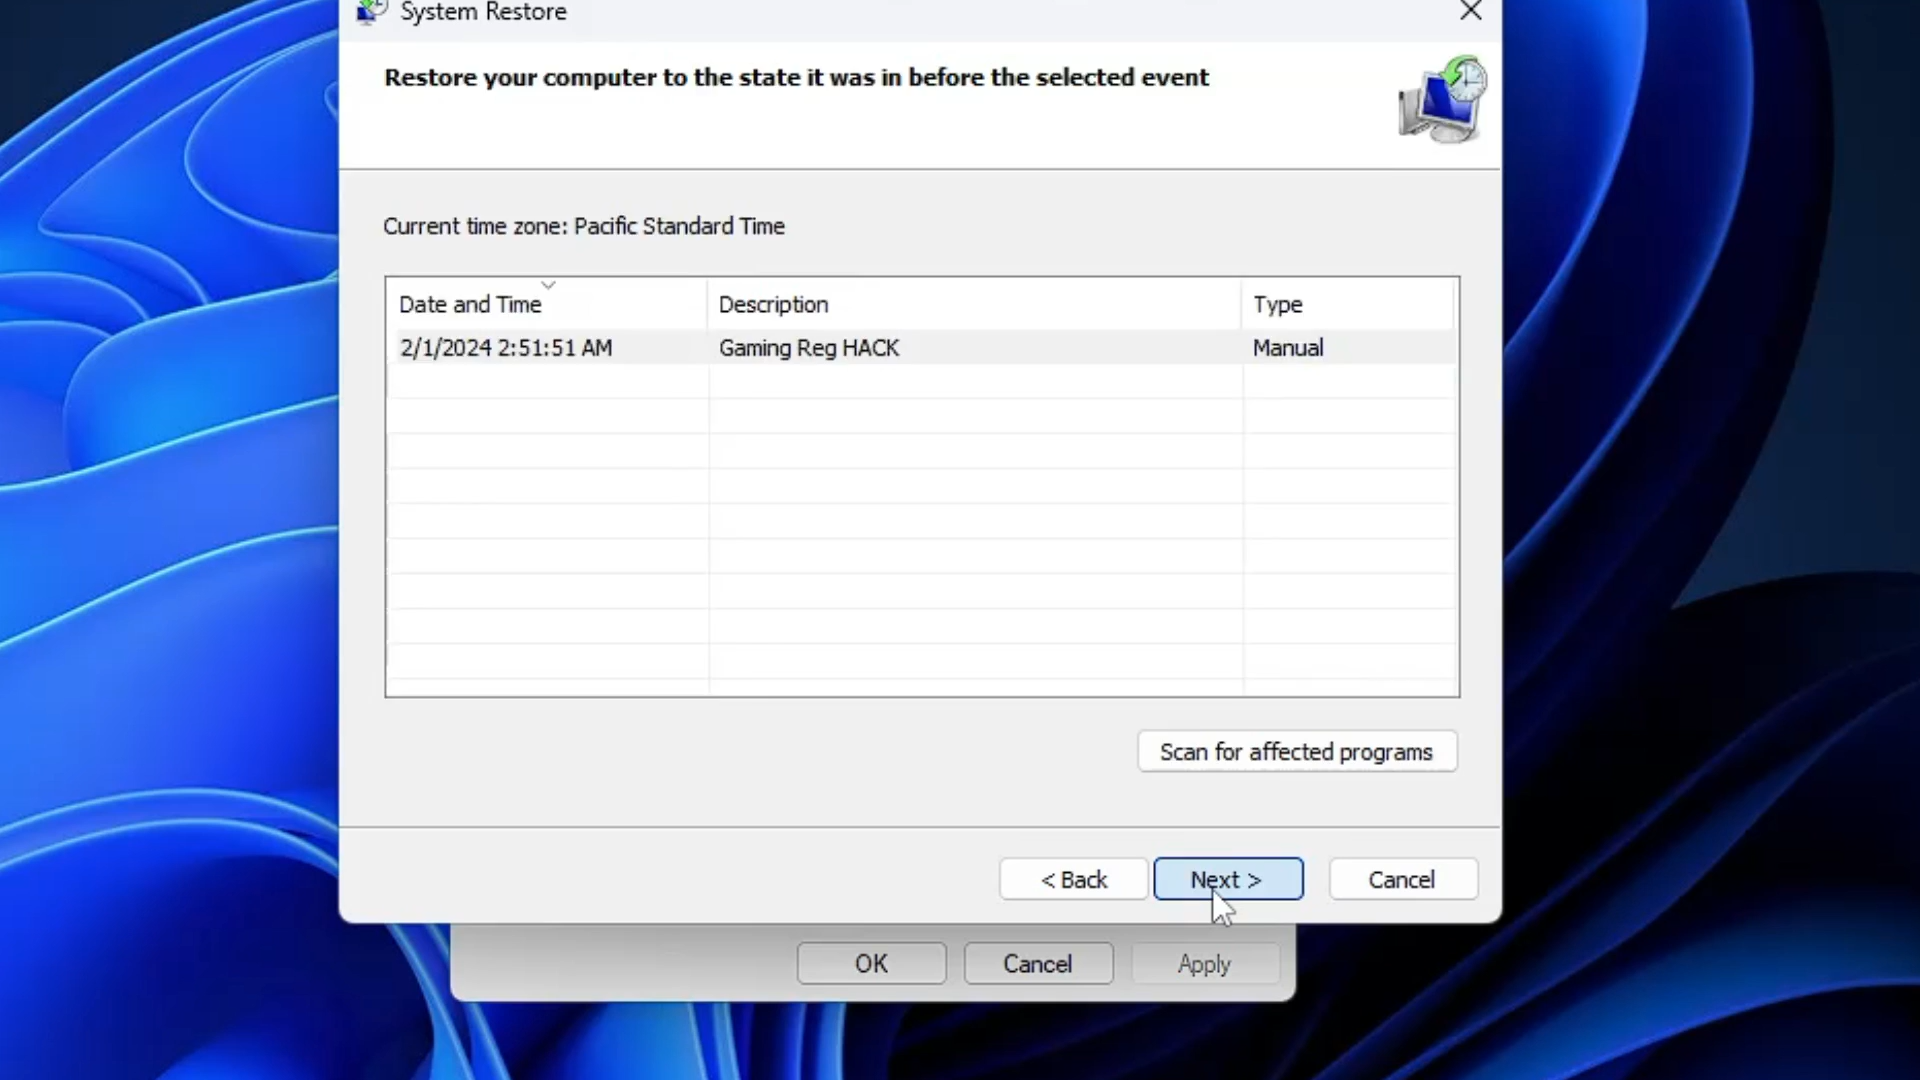 System Restore
Restore your computer to the state it was in before the selected event
Current time zone: Pacific Standard Time
Date and Time Description Type
2/1/2024 2:51:51 AM Gaming Reg HACK Manual
Scan for affected programs
< Back Next > Cancel
OK Cancel Apply